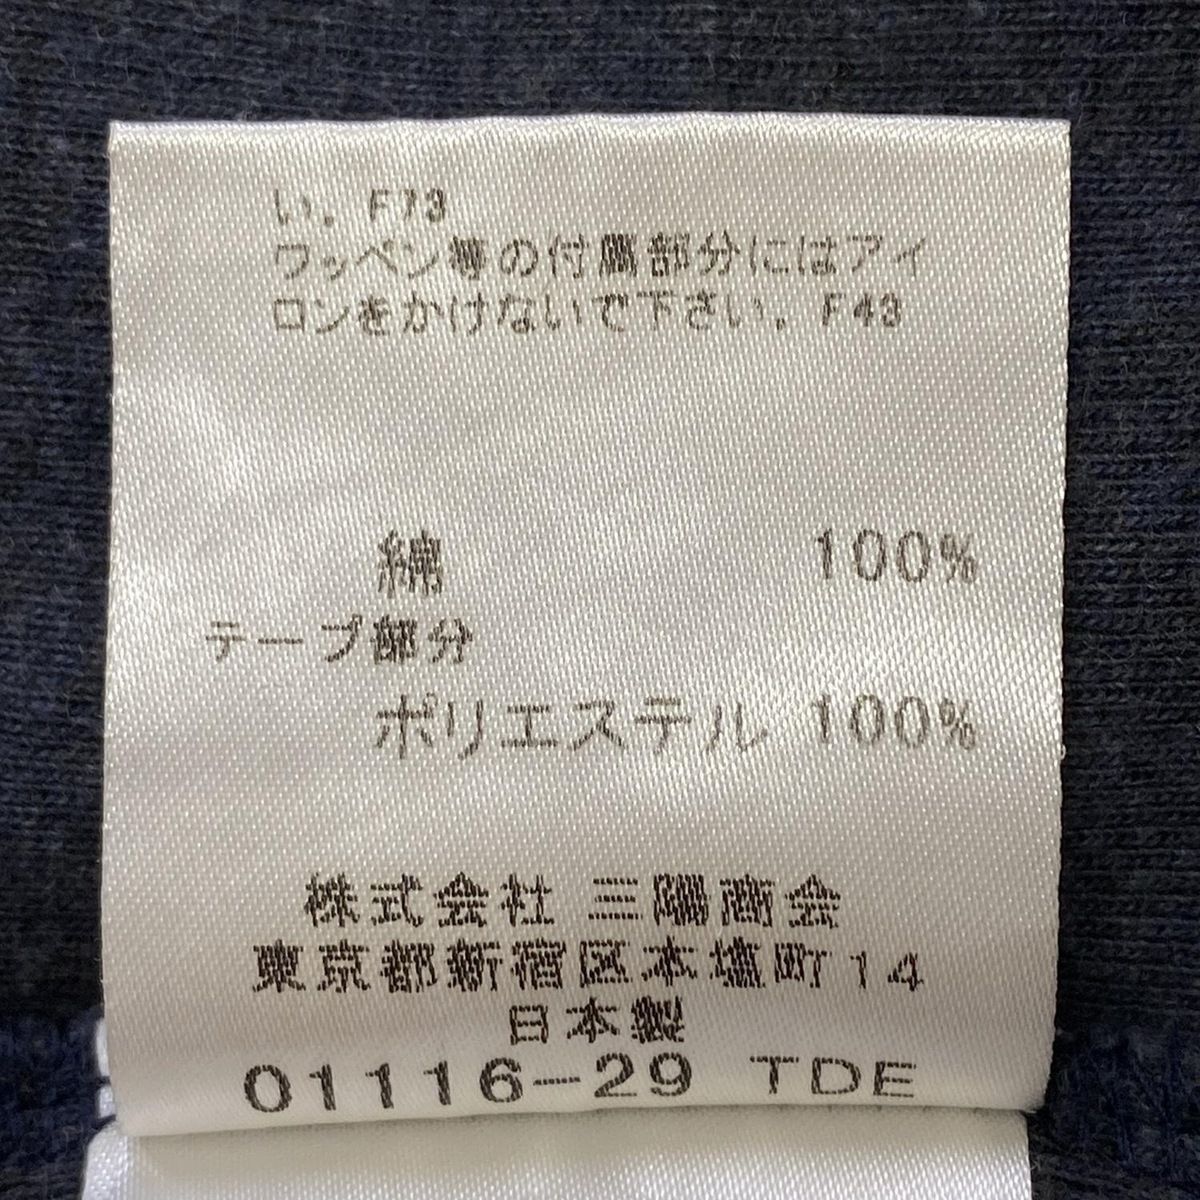 い。F73
ワッペン等の付属部分にはアイ
ロンをかけないで下さい。F43
綿 100%
テープ部分
ポリエステル 100%
株式会社 三陽商会
東京都新宿区本塩町14
日本製
01116-29 TDE